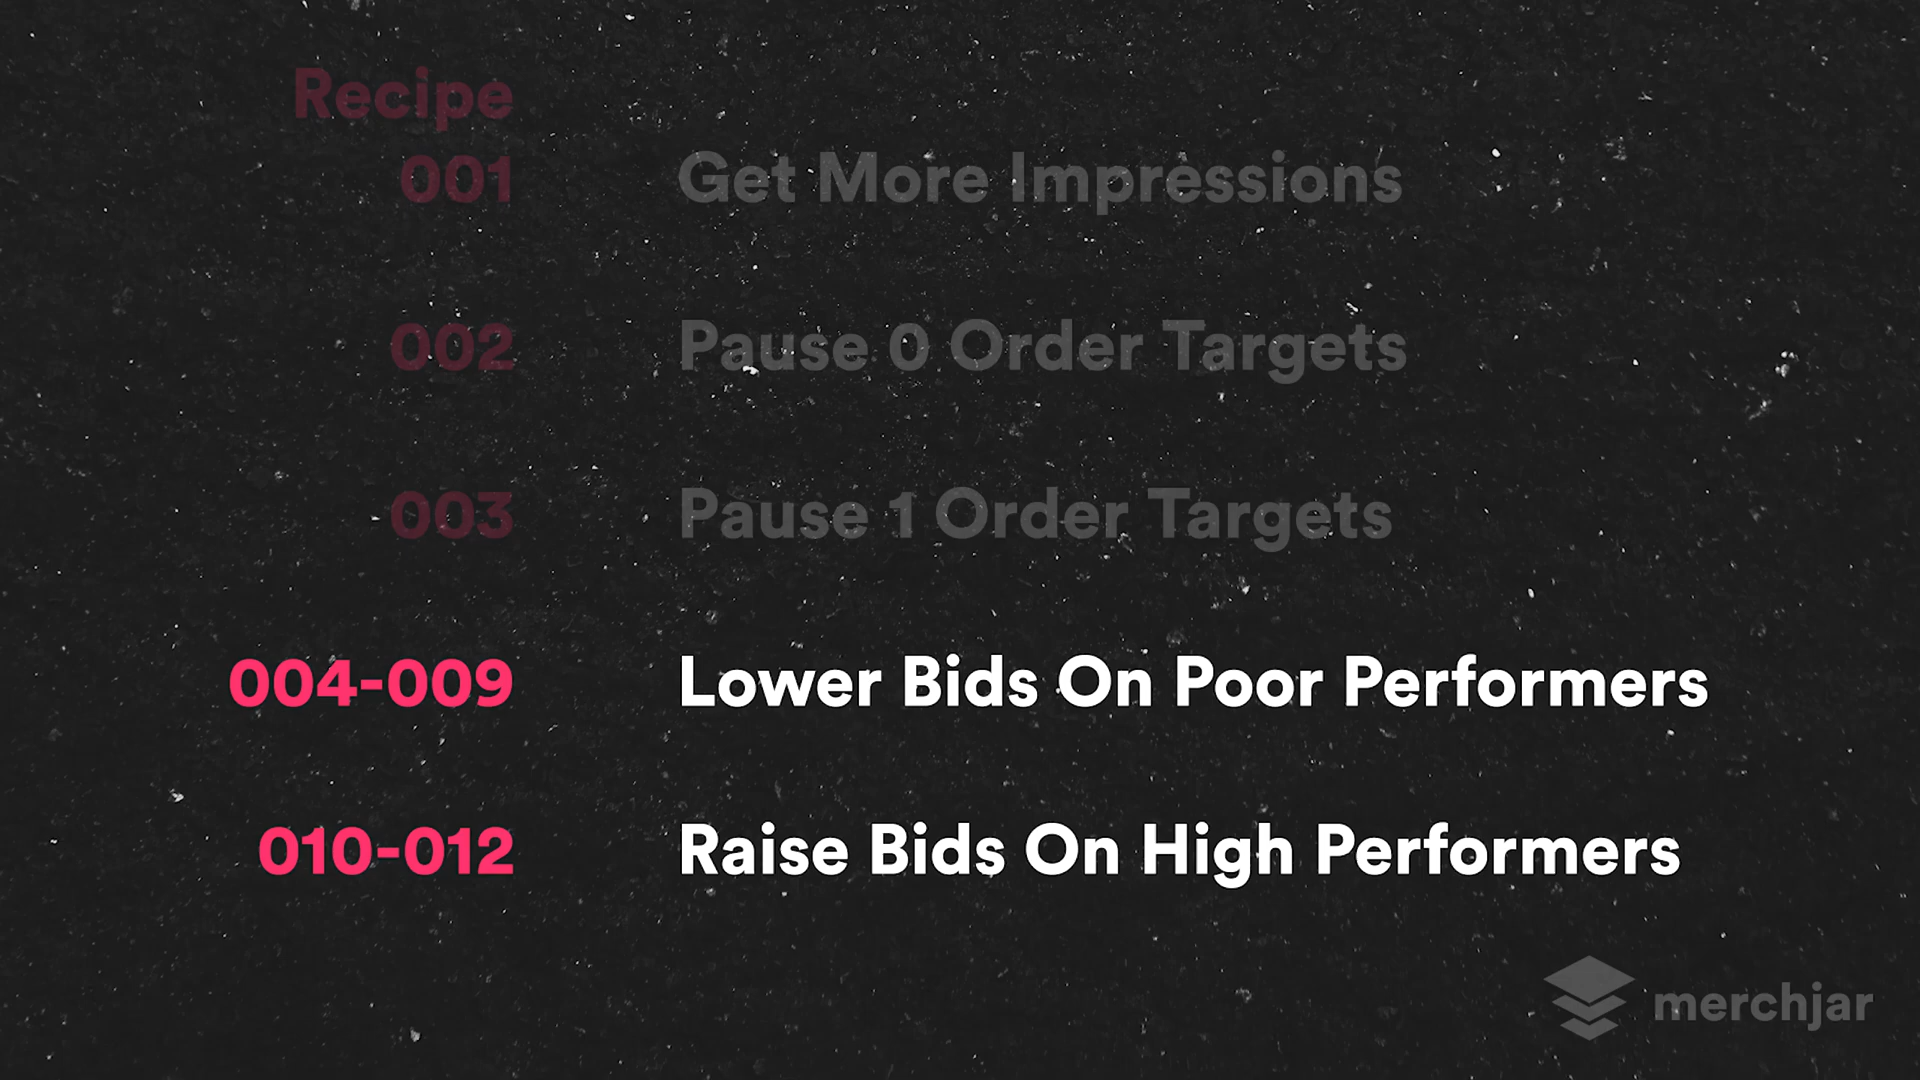 Recipe
001 Get More Impressions
002 Pause 0 Order Targets
003 Pause 1 Order Targets
004-009 Lower Bids On Poor Performers
010-012 Raise Bids On High Performers
merchjar